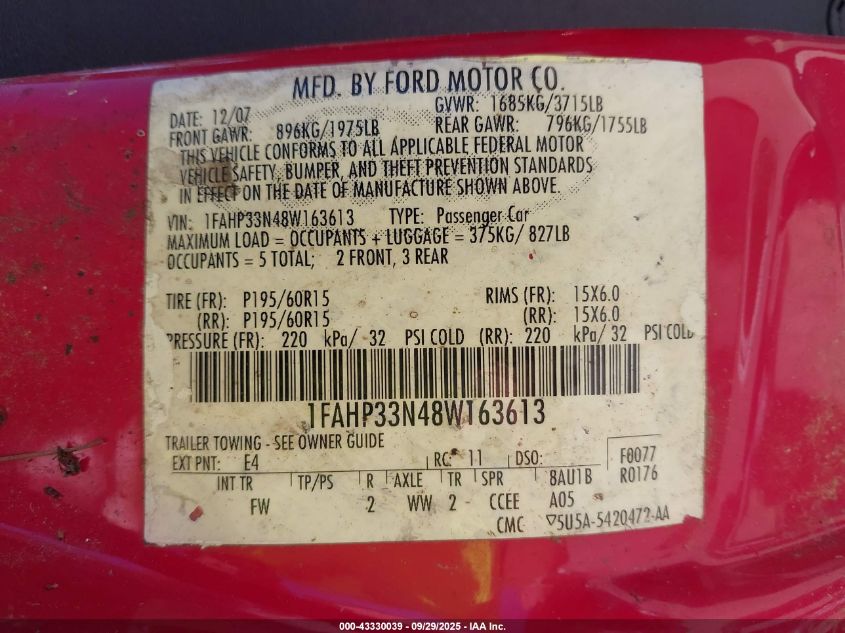 MFD. BY FORD MOTOR CO.
DATE: 12/07 GVWR: 1685KG/3715LB
FRONT GAWR: 896KG/1975LB REAR GAWR: 796KG/1755LB
THIS VEHICLE CONFORMS TO ALL APPLICABLE FEDERAL MOTOR
VEHICLE SAFETY, BUMPER, AND THEFT PREVENTION STANDARDS
IN EFFECT ON THE DATE OF MANUFACTURE SHOWN ABOVE.
VIN: 1FAHP33N48W163613 TYPE: Passenger Car
MAXIMUM LOAD = OCCUPANTS + LUGGAGE = 375KG/ 827LB
OCCUPANTS = 5 TOTAL; 2 FRONT, 3 REAR
TIRE (FR): P195/60R15 RIMS (FR): 15X6.0
(RR): P195/60R15 (RR): 15X6.0
PRESSURE (FR): 220 kPa/ 32 PSI COLD (RR): 220 kPa/ 32 PSI COLD
1FAHP33N48W163613
TRAILER TOWING - SEE OWNER GUIDE
EXT PNT: E4 RC: 11 DSO: F0077
INT TR TP/PS R AXLE TR SPR 8AU1B R0176
FW 2 WW 2 CCEE A05
CMC ▽5U5A-5420472-AA
000-43330039 - 09/29/2025 - IAA Inc.